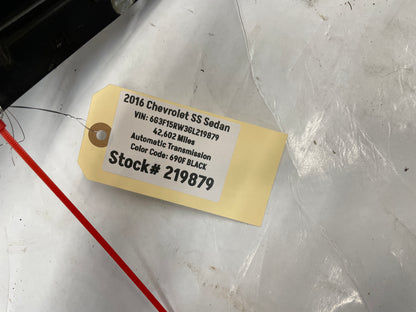 2016 Chevrolet SS Sedan
VIN: 6G3F15RW3GL219879
42,602 Miles
Automatic Transmission
Color Code: 690F BLACK
Stock# 219879